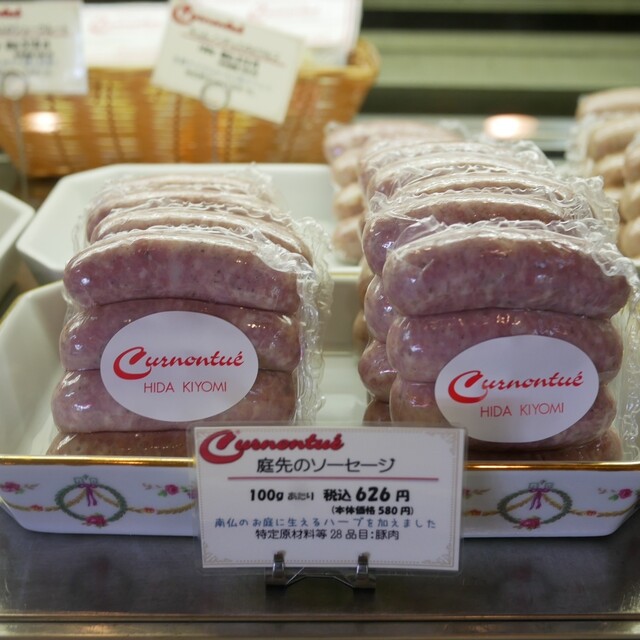 Curnontué
HIDA KIYOMI
Curnontué
HIDA KIYOMI
Curnontué
庭先のソーセージ
100g あたり 税込 626 円
(本体価格 580 円)
南仏のお庭に生えるハーブを加えました
特定原材料等 28 品目:豚肉